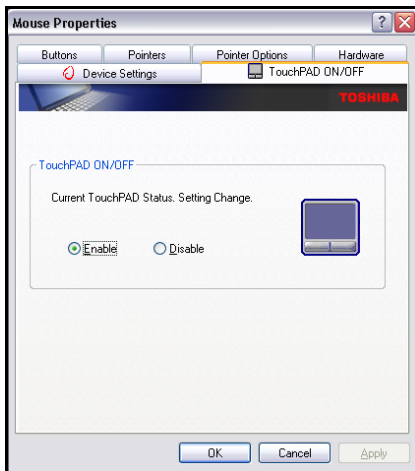 Mouse Properties
Buttons Pointers Pointer Options Hardware
Device Settings TouchPAD ON/OFF
TOSHIBA
TouchPAD ON/OFF
Current TouchPAD Status. Setting Change.
Enable Disable
OK Cancel Apply